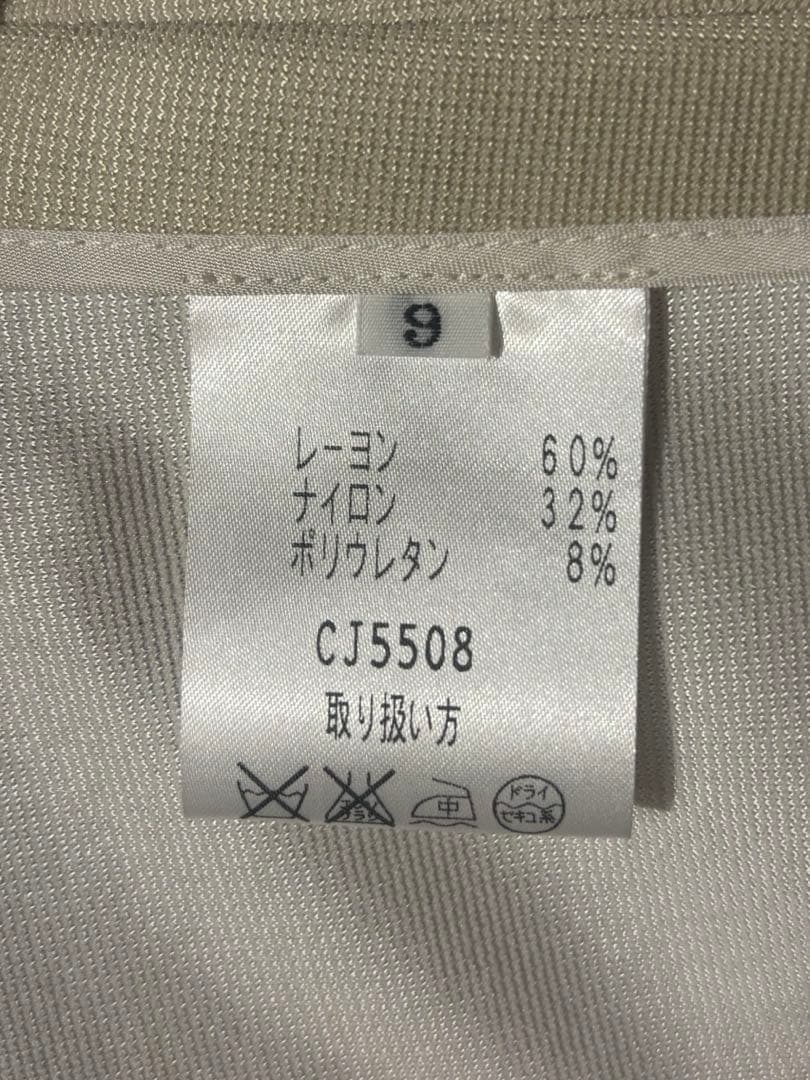 9
レーヨン 60%
ナイロン 32%
ポリウレタン 8%
CJ5508
取り扱い方
中
ドライ
セキユ系